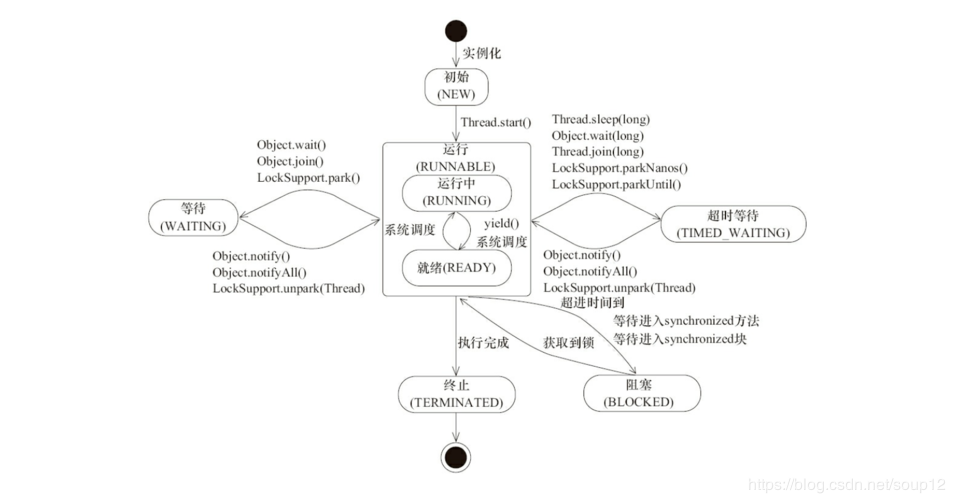 实例化
初始
(NEW)
Thread.start()
Object.wait()
Object.join()
LockSupport.park()
Thread.sleep(long)
Object.wait(long)
Thread.join(long)
LockSupport.parkNanos()
LockSupport.parkUntil()
运行
(RUNNABLE)
运行中
(RUNNING)
等待
(WAITING)
系统调度
yield()
系统调度
超时等待
(TIMED_WAITING)
就绪(READY)
Object.notify()
Object.notifyAll()
LockSupport.unpark(Thread)
Object.notify()
Object.notifyAll()
LockSupport.unpark(Thread)
超进时间到
等待进入synchronized方法
等待进入synchronized块
执行完成
获取到锁
终止
(TERMINATED)
阻塞
(BLOCKED)
https://blog.csdn.net/soup12